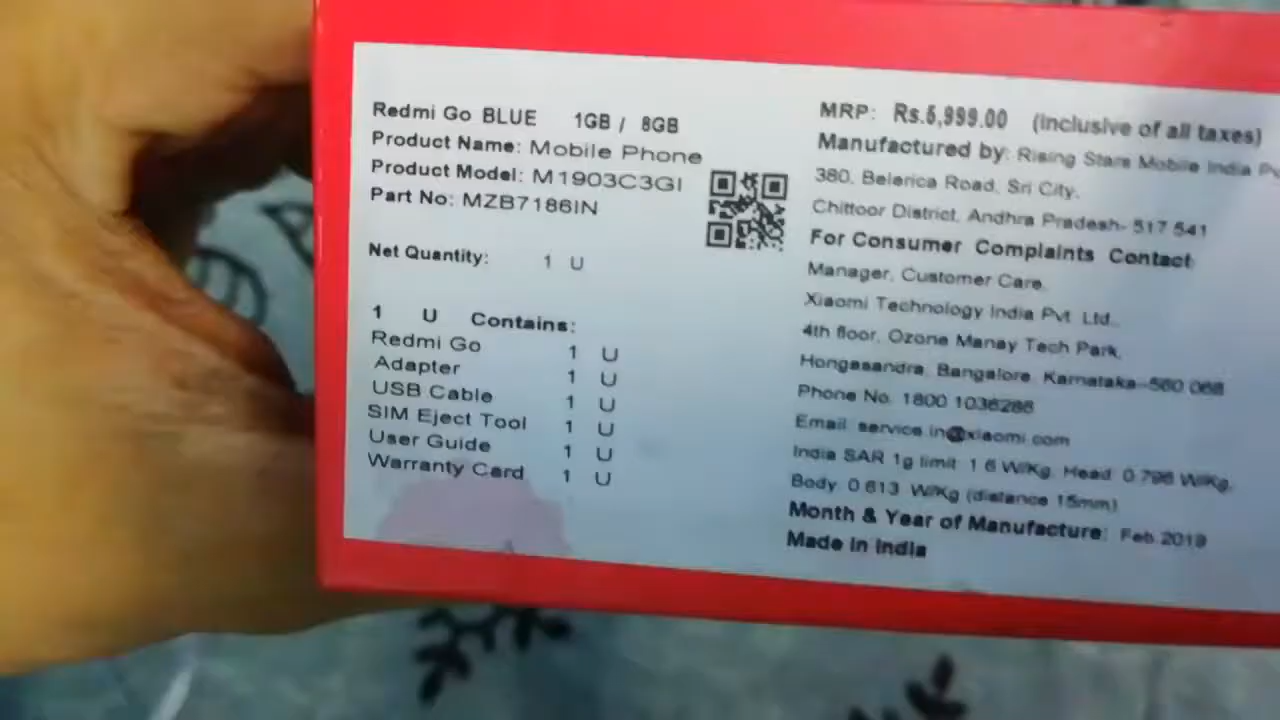 Redmi Go BLUE 1GB / 8GB
Product Name: Mobile Phone
Product Model: M1903C3GI
Part No: MZB7186IN
Net Quantity: 1 U
1 U Contains:
Redmi Go 1 U
Adapter 1 U
USB Cable 1 U
SIM Eject Tool 1 U
User Guide 1 U
Warranty Card 1 U
MRP: Rs.5,999.00 (Inclusive of all taxes)
Manufactured by: Rising Stars Mobile India
380, Belerica Road, Sri City,
Chittoor District, Andhra Pradesh- 517 541
For Consumer Complaints Contact
Manager, Customer Care,
Xiaomi Technology India Pvt. Ltd.,
4th floor, Ozone Manay Tech Park,
Hongasandra, Bangalore, Karnataka-560 068
Phone No. 1800 1036286
Email: service.in@xiaomi.com
India SAR 1g limit: 1.6 W/Kg, Head: 0.796 W/Kg,
Body: 0.613 W/Kg (distance 15mm)
Month & Year of Manufacture: Feb.2019
Made in India